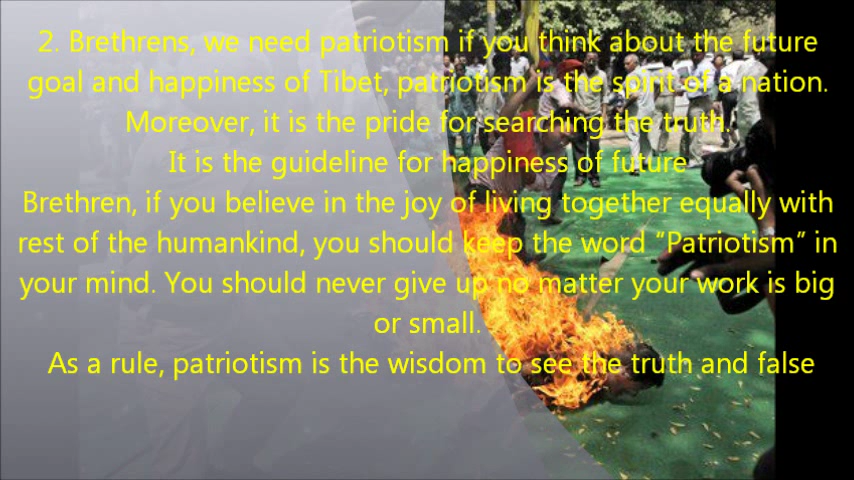 2. Brethrens, we need patriotism if you think about the future
goal and happiness of Tibet, patriotism is the spirit of a nation.
Moreover, it is the pride for searching the truth.
It is the guideline for happiness of future
Brethren, if you believe in the joy of living together equally with
rest of the humankind, you should keep the word “Patriotism” in
your mind. You should never give up no matter your work is big
or small.
As a rule, patriotism is the wisdom to see the truth and false